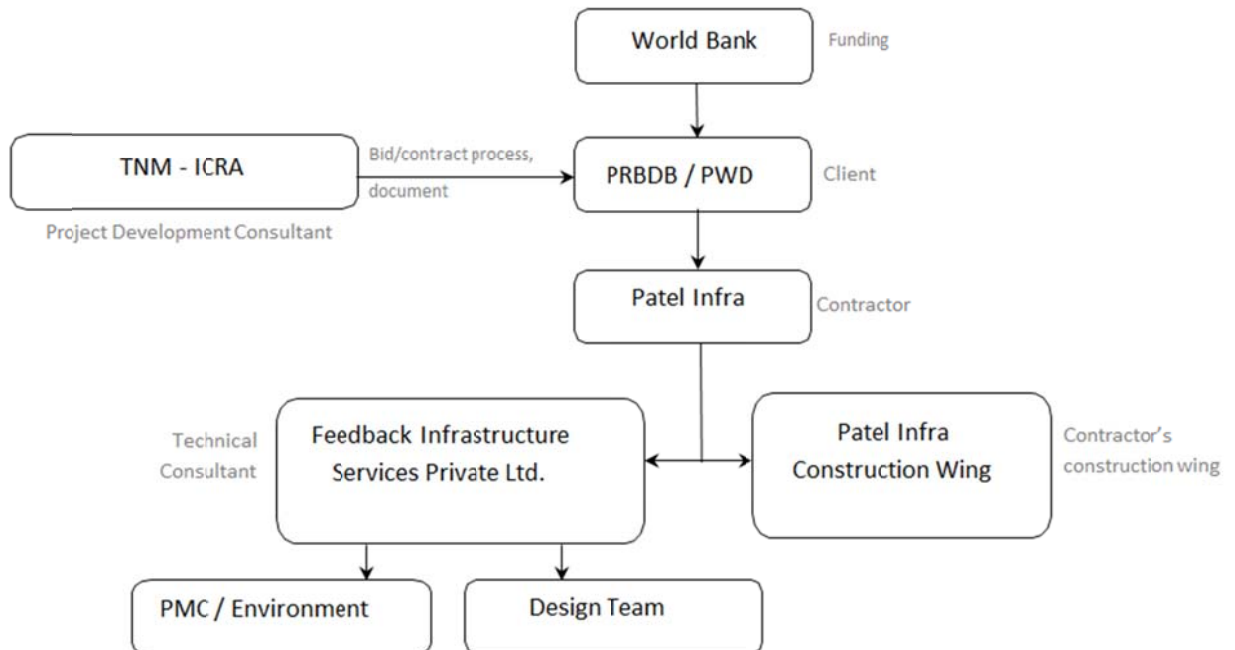 World Bank
Funding
TNM - ICRA
Bid/contract process,
document
PRBDB / PWD
Client
Project Development Consultant
Patel Infra
Contractor
Technical
Consultant
Feedback Infrastructure
Services Private Ltd.
Patel Infra
Construction Wing
Contractor's
construction wing
PMC / Environment
Design Team